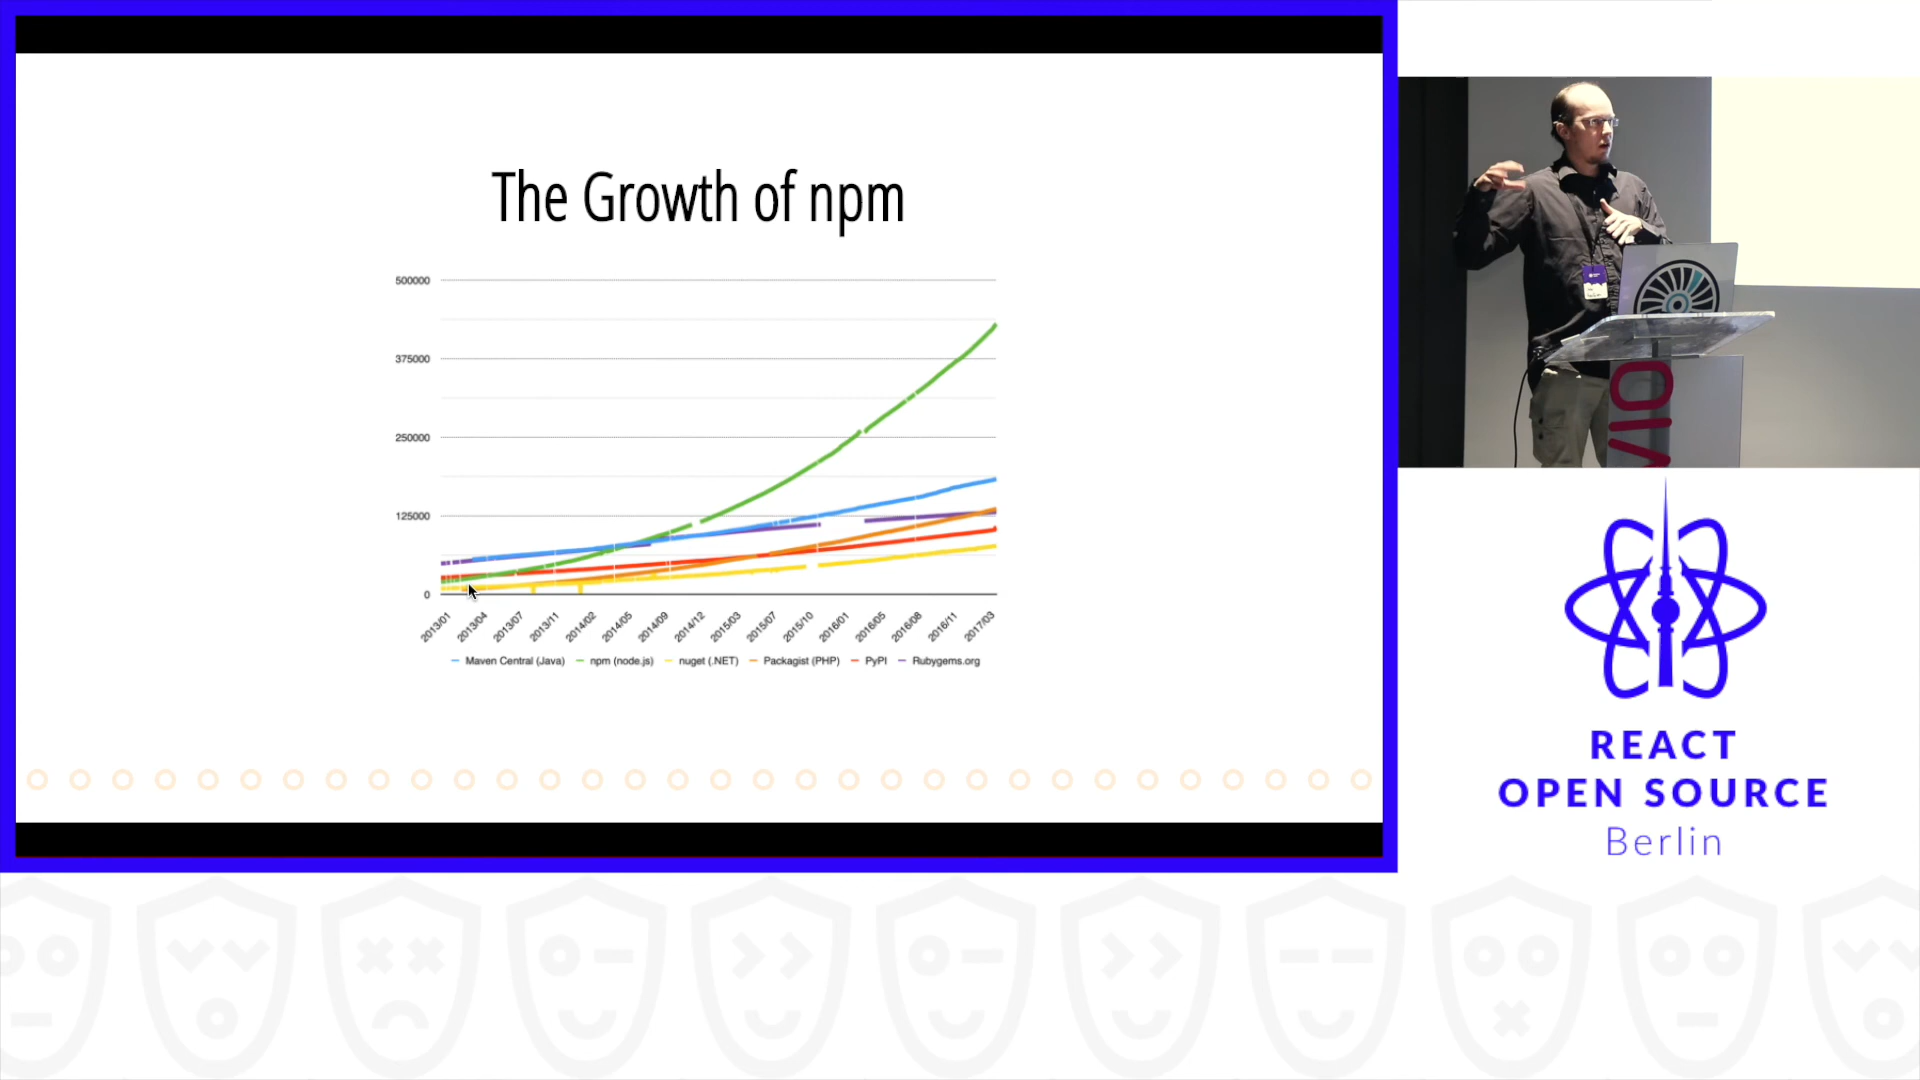 The Growth of npm
500000
375000
250000
125000
0
2013/01 2013/04 2013/07 2013/11 2014/02 2014/05 2014/09 2014/12 2015/03 2015/07 2015/10 2016/01 2016/05 2016/08 2016/11 2017/03
Maven Central (Java) npm (node.js) nuget (.NET) Packagist (PHP) PyPI Rubygems.org
REACT
OPEN SOURCE
Berlin